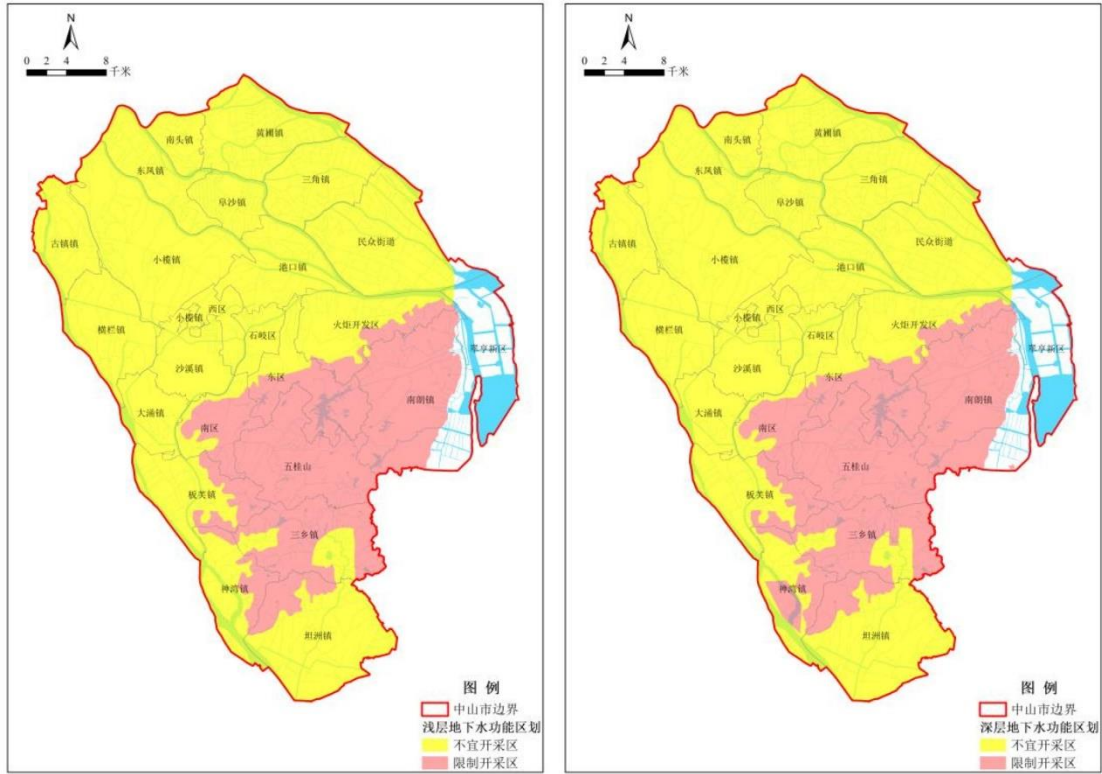 N
0 2 4 8 千米
黄圃镇
南头镇
东凤镇
三角镇
阜沙镇
古镇镇
民众街道
小榄镇
港口镇
西区
小榄镇
横栏镇
火炬开发区
石岐区
翠亨新区
沙溪镇
东区
南朗镇
大涌镇
南区
五桂山
板芙镇
三乡镇
神湾镇
坦洲镇
图 例
中山市边界
浅层地下水功能区划
不宜开采区
限制开采区
N
0 2 4 8 千米
黄圃镇
南头镇
东凤镇
三角镇
阜沙镇
古镇镇
民众街道
小榄镇
港口镇
西区
小榄镇
横栏镇
火炬开发区
石岐区
翠亨新区
沙溪镇
东区
南朗镇
大涌镇
南区
五桂山
板芙镇
三乡镇
神湾镇
坦洲镇
图 例
中山市边界
深层地下水功能区划
不宜开采区
限制开采区